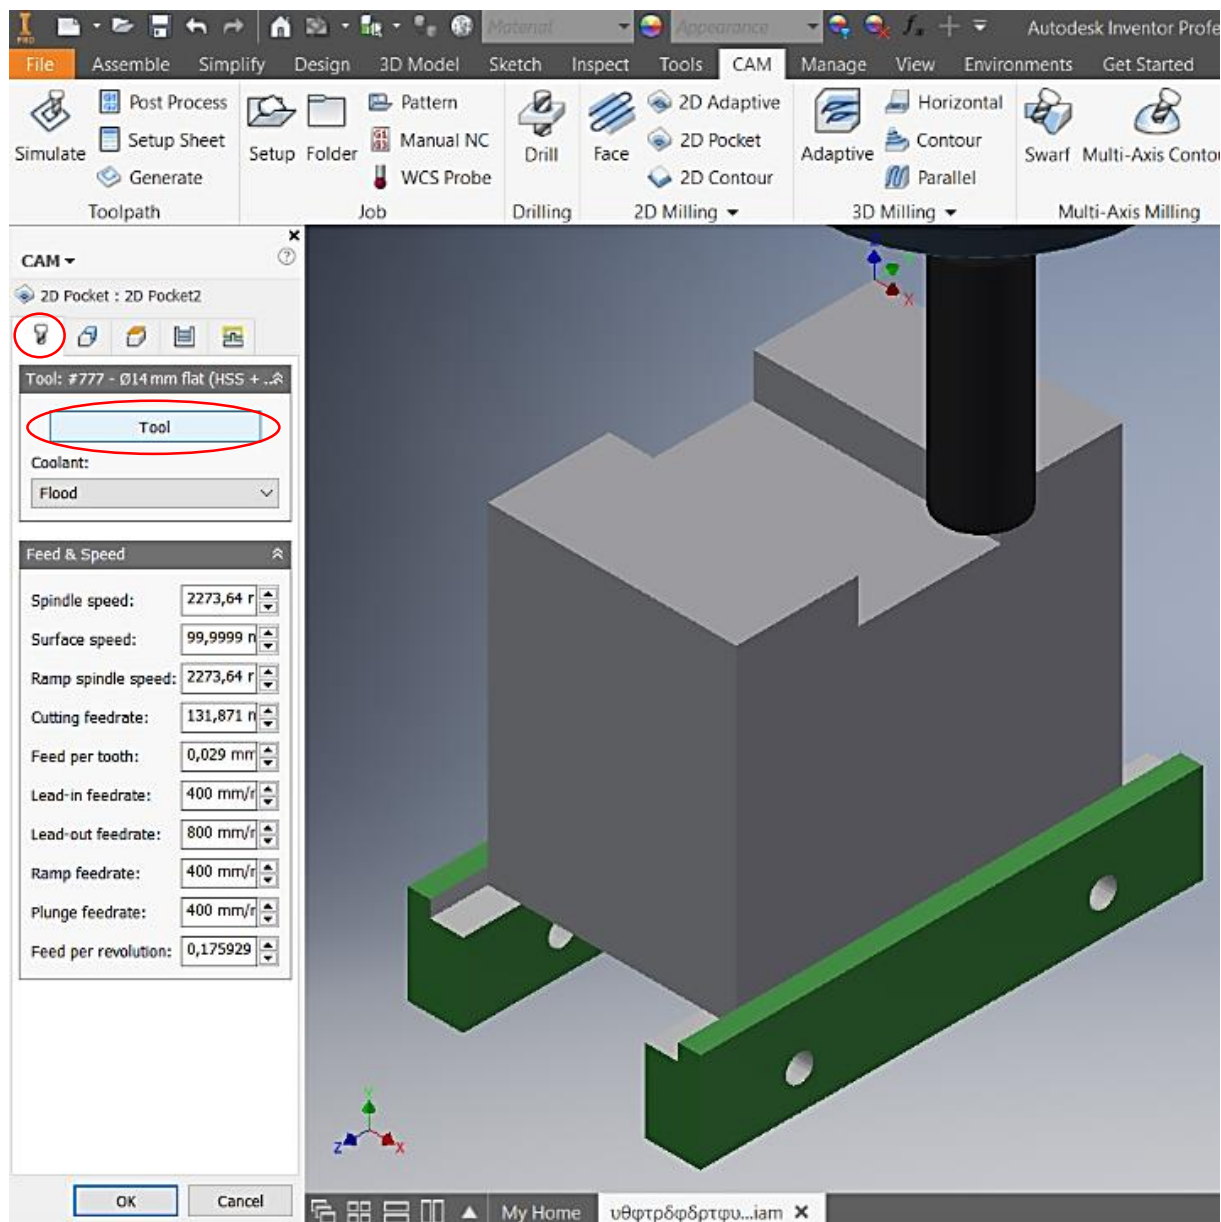 PRO Material Appearance Autodesk Inventor Profe
File Assemble Simplify Design 3D Model Sketch Inspect Tools CAM Manage View Environments Get Started
Simulate
Post Process
Setup Sheet
Generate
Toolpath
Setup Folder
Pattern
Manual NC
WCS Probe
Job
Drill
Drilling
Face
2D Adaptive
2D Pocket
2D Contour
2D Milling
Adaptive
Horizontal
Contour
Parallel
3D Milling
Swarf Multi-Axis Contou
Multi-Axis Milling
CAM
2D Pocket : 2D Pocket2
Tool: #777 - Ø14mm flat (HSS + ..
Tool
Coolant:
Flood
Feed & Speed
Spindle speed: 2273,64 r
Surface speed: 99,9999 n
Ramp spindle speed: 2273,64 r
Cutting feedrate: 131,871 n
Feed per tooth: 0,029 mm
Lead-in feedrate: 400 mm/r
Lead-out feedrate: 800 mm/r
Ramp feedrate: 400 mm/r
Plunge feedrate: 400 mm/r
Feed per revolution: 0,175929
OK Cancel
X
Y
Z X
My Home υθφτρδφδρτφυ...iam